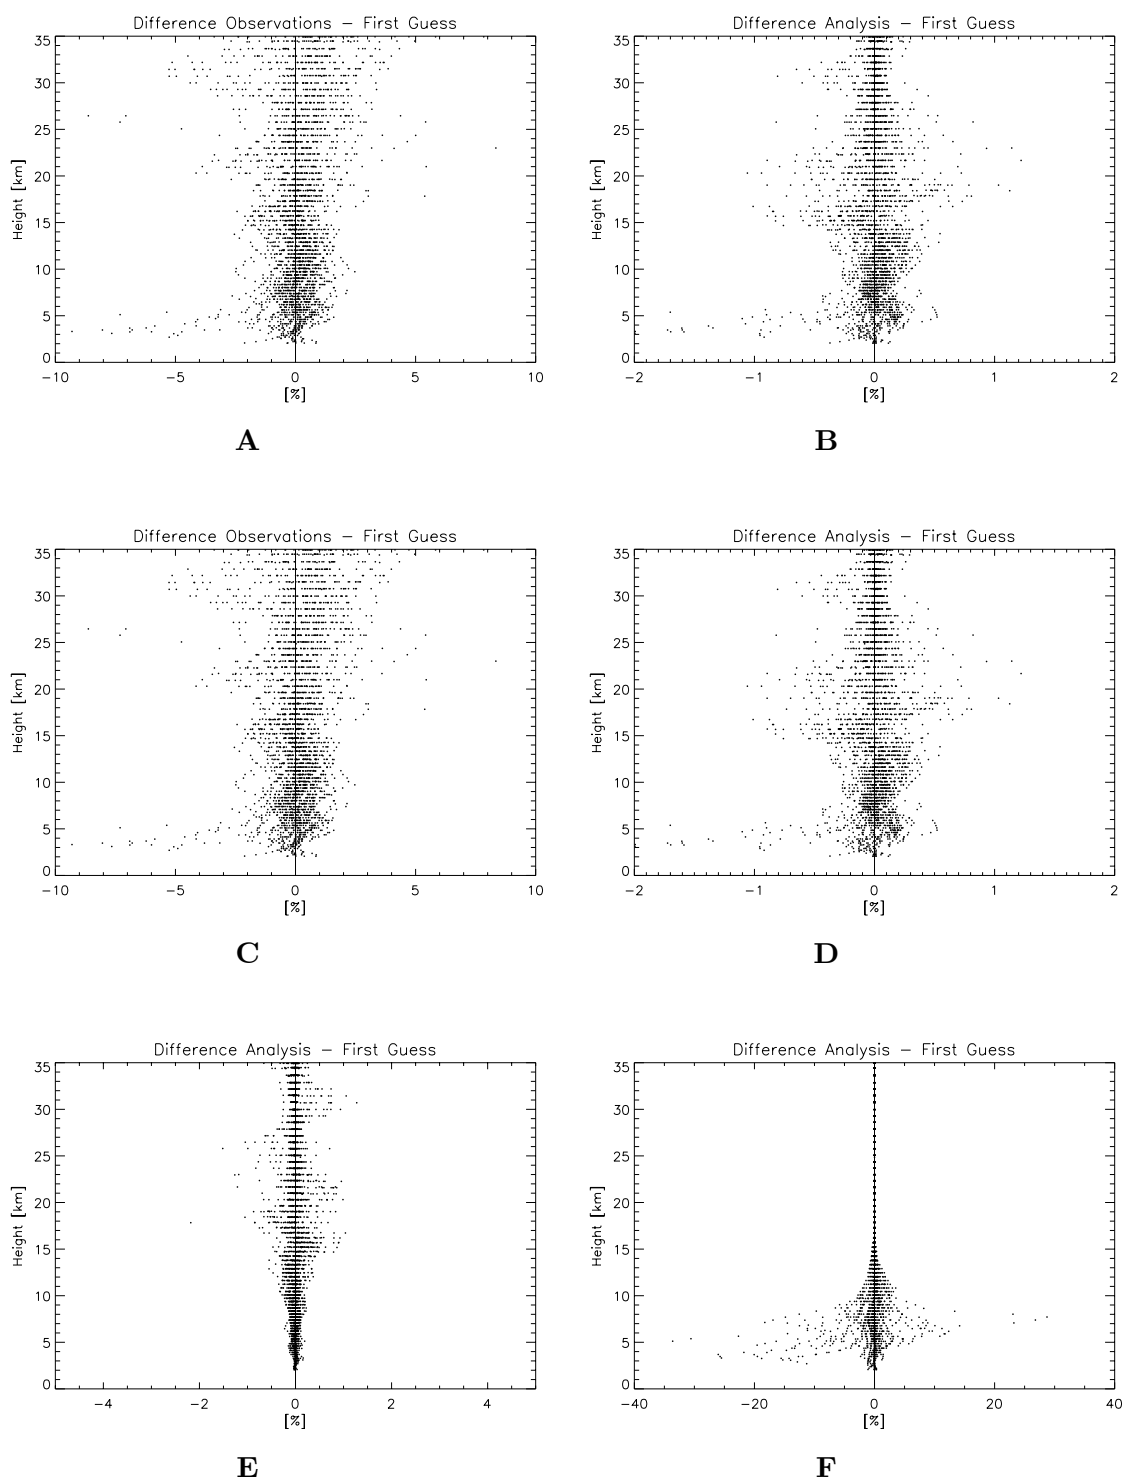 Difference Observations – First Guess
35
30
25
20
15
10
5
0
Height [km]
−10 −5 0 5 10
[%]
A
Difference Analysis – First Guess
35
30
25
20
15
10
5
0
Height [km]
−2 −1 0 1 2
[%]
B
Difference Observations – First Guess
35
30
25
20
15
10
5
0
Height [km]
−10 −5 0 5 10
[%]
C
Difference Analysis – First Guess
35
30
25
20
15
10
5
0
Height [km]
−2 −1 0 1 2
[%]
D
Difference Analysis – First Guess
35
30
25
20
15
10
5
0
Height [km]
−4 −2 0 2 4
[%]
E
Difference Analysis – First Guess
35
30
25
20
15
10
5
0
Height [km]
−40 −20 0 20 40
[%]
F